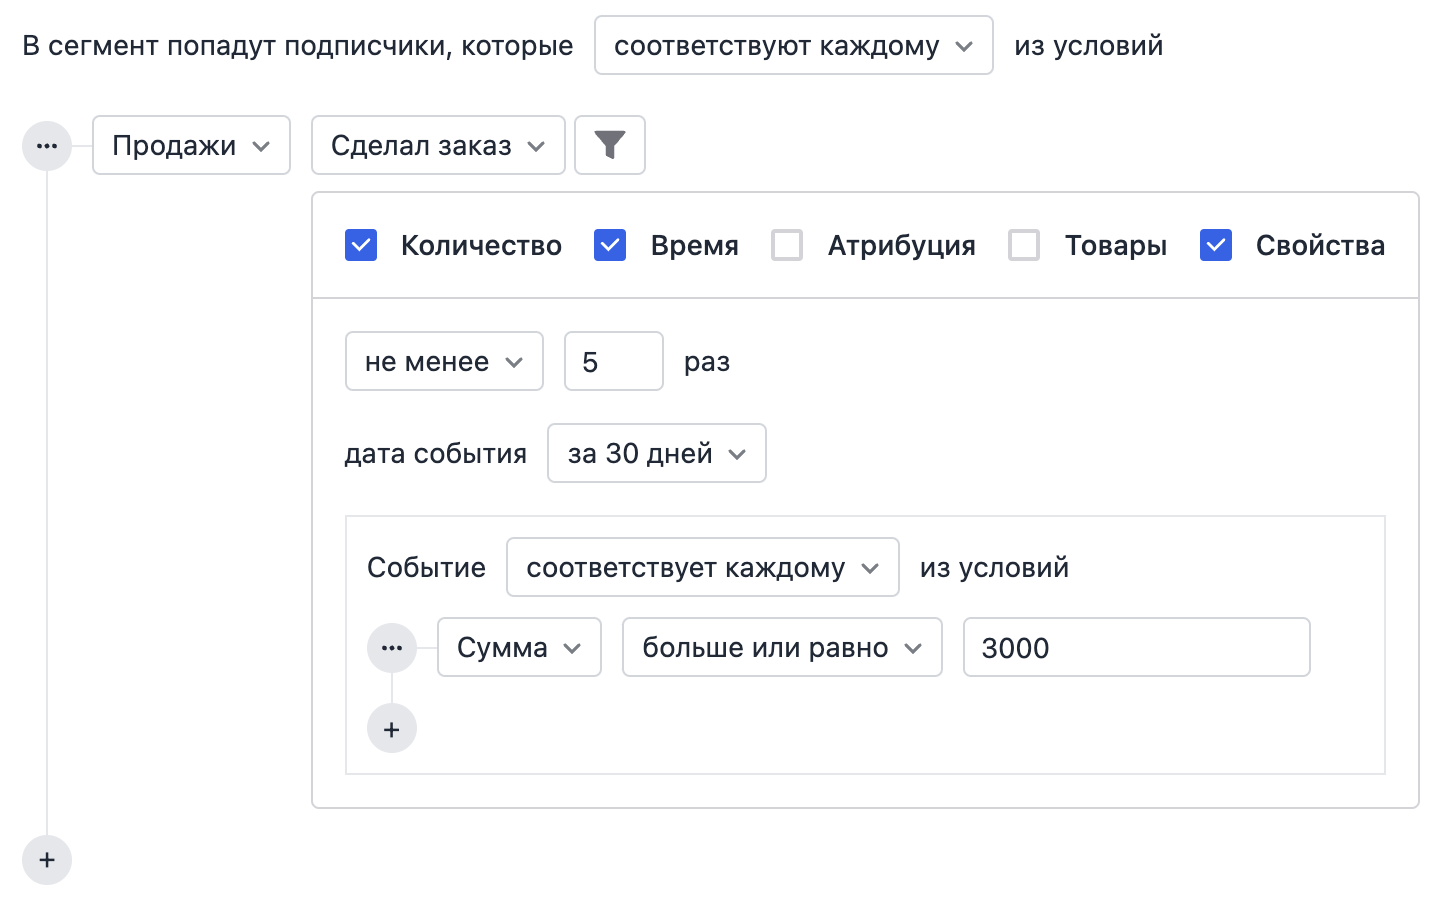 В сегмент попадут подписчики, которые соответствуют каждому из условий
Продажи Сделал заказ
Количество Время Атрибуция Товары Свойства
не менее 5 раз
дата события за 30 дней
Событие соответствует каждому из условий
Сумма больше или равно 3000
+
+